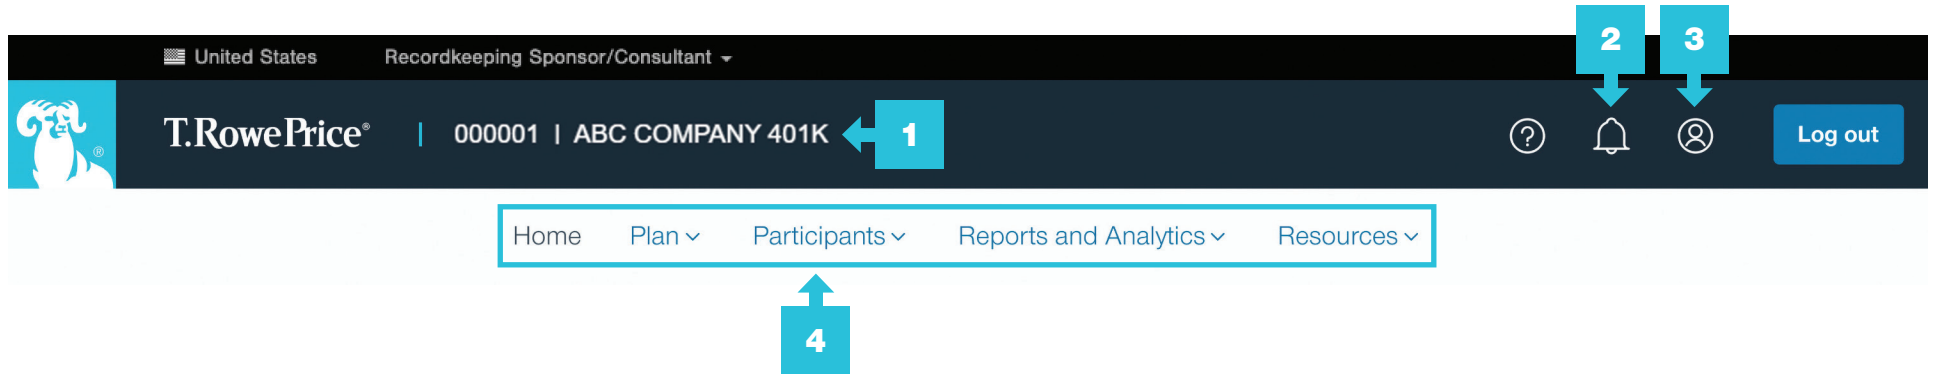 2 3
United States Recordkeeping Sponsor/Consultant
T.RowePrice® | 000001 | ABC COMPANY 401K 1 ? Log out
®
Home Plan Participants Reports and Analytics Resources
4